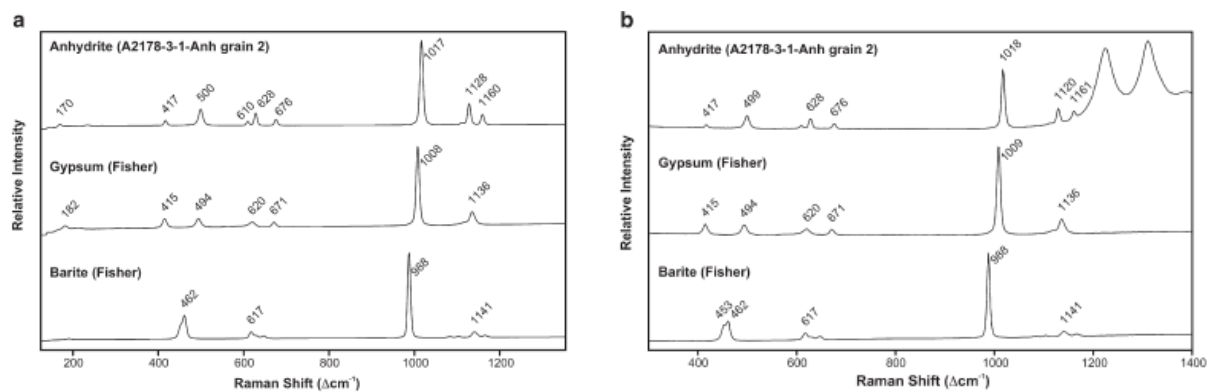 a
Anhydrite (A2178-3-1-Anh grain 2)
170
417
500
610
628
676
1017
1128
1160
Gypsum (Fisher)
182
415
494
620
671
1008
1136
Barite (Fisher)
462
617
988
1141
200 400 600 800 1000 1200
Raman Shift (Δcm⁻¹)
Relative Intensity
b
Anhydrite (A2178-3-1-Anh grain 2)
417
499
628
676
1018
1120
1161
Gypsum (Fisher)
415
494
620
671
1009
1136
Barite (Fisher)
453
462
617
988
1141
400 600 800 1000 1200 1400
Raman Shift (Δcm⁻¹)
Relative Intensity